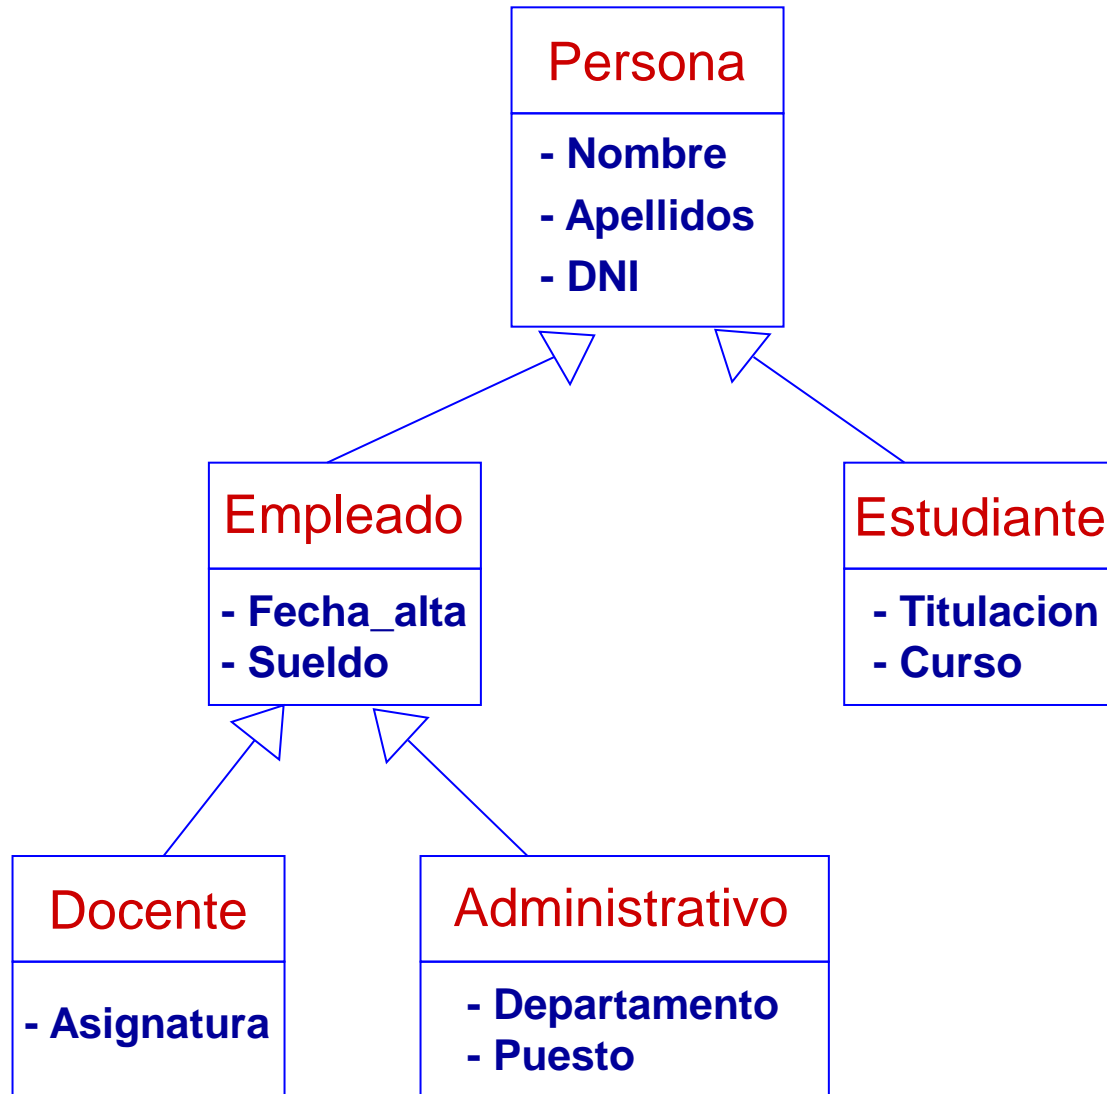 Persona
- Nombre
- Apellidos
- DNI
Empleado
- Fecha_alta
- Sueldo
Estudiante
- Titulacion
- Curso
Docente
- Asignatura
Administrativo
- Departamento
- Puesto